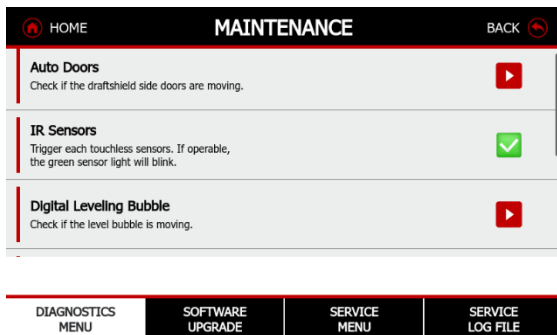 HOME MAINTENANCE BACK
Auto Doors
Check if the draftshield side doors are moving.
IR Sensors
Trigger each touchless sensors. If operable,
the green sensor light will blink.
Digital Leveling Bubble
Check if the level bubble is moving.
DIAGNOSTICS MENU
SOFTWARE UPGRADE
SERVICE MENU
SERVICE LOG FILE